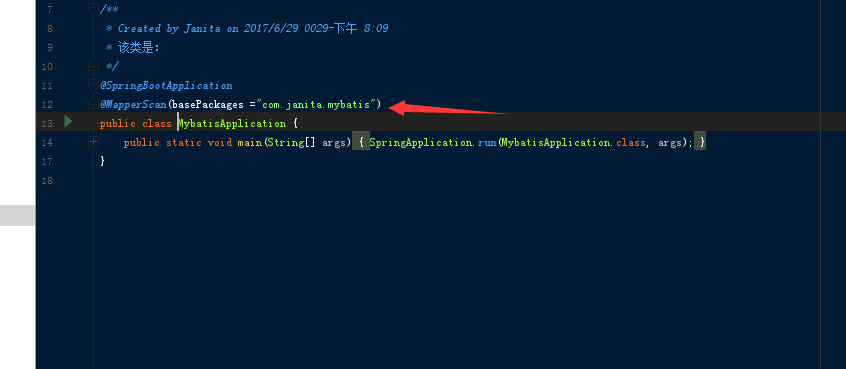 7 /**
8 * Created by Janita on 2017/6/29 0029-下午 8:09
9 * 该类是：
10 */
11 @SpringBootApplication
12 @MapperScan(basePackages ="com.janita.mybatis")
13 public class MybatisApplication {
14 public static void main(String[] args) { SpringApplication.run(MybatisApplication.class, args); }
17 }
18